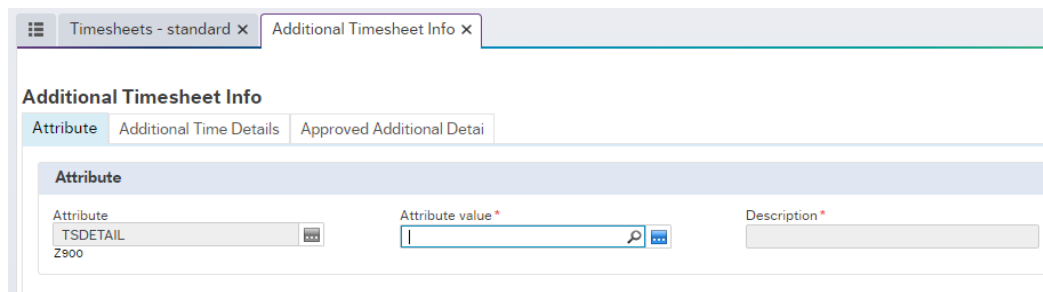 Timesheets - standard × Additional Timesheet Info ×
Additional Timesheet Info
Attribute Additional Time Details Approved Additional Detai
Attribute
Attribute Attribute value * Description *
TSDETAIL
Z900